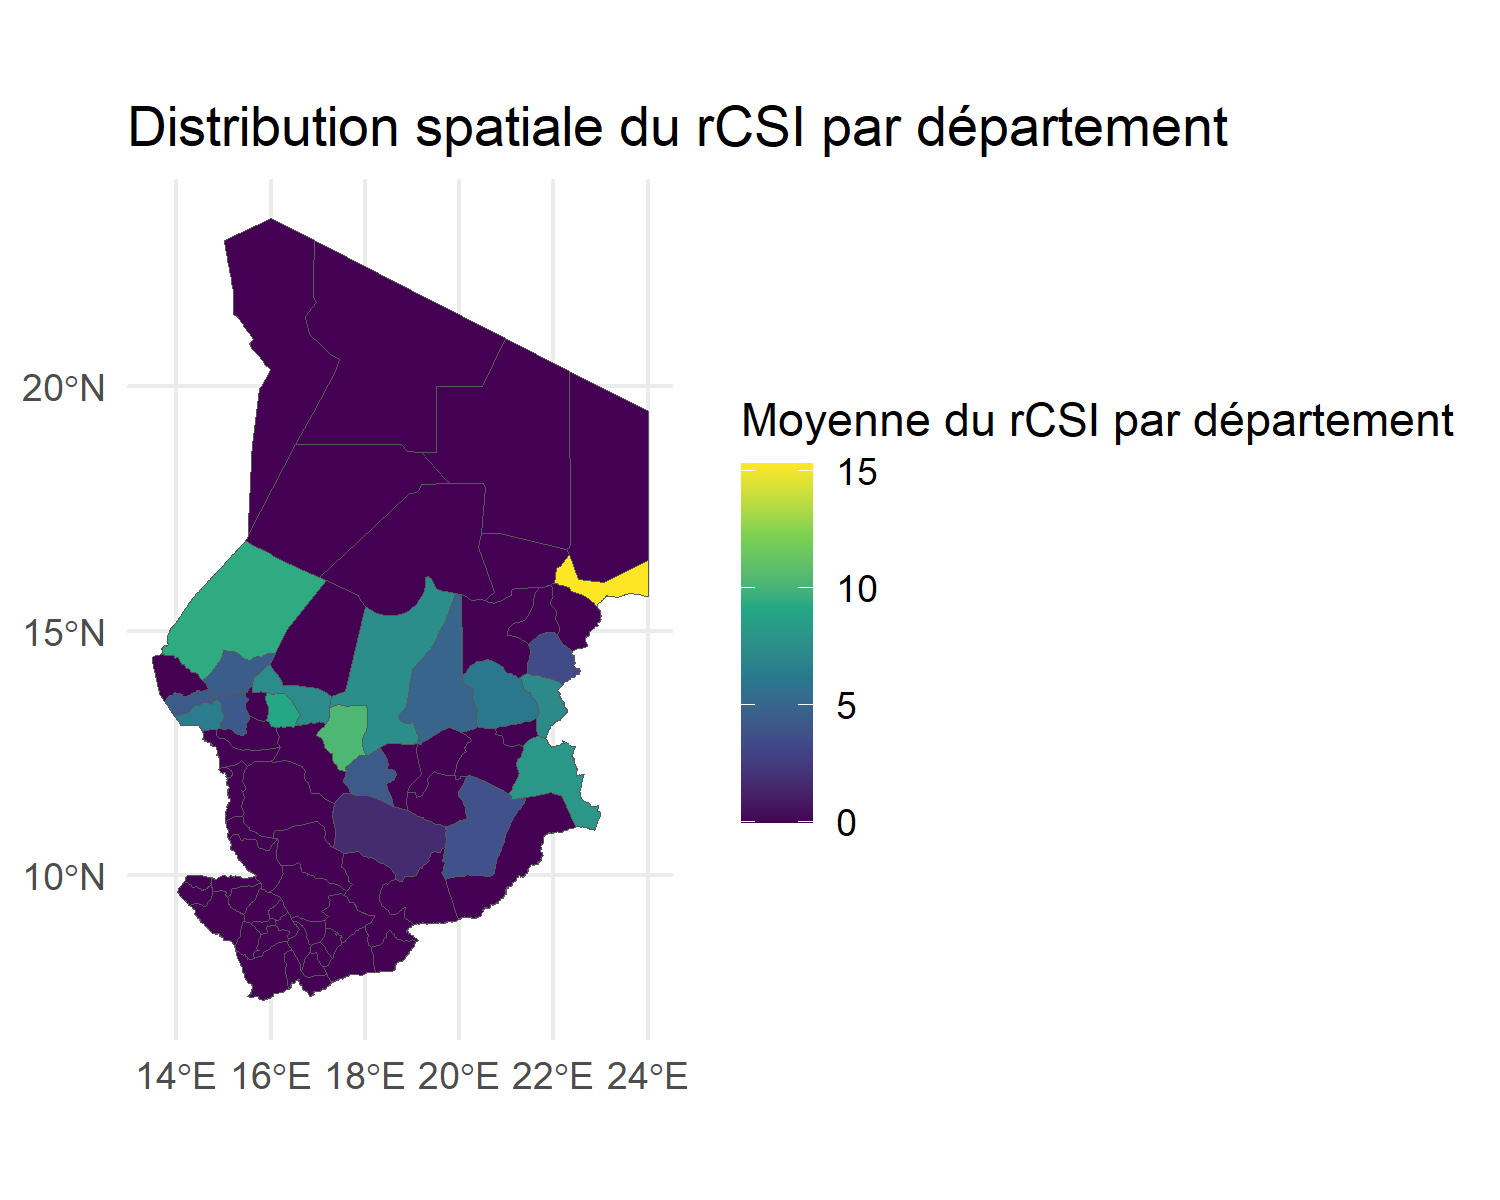 Distribution spatiale du rCSI par département
20°N
15°N
10°N
14°E 16°E 18°E 20°E 22°E 24°E
Moyenne du rCSI par département
15
10
5
0